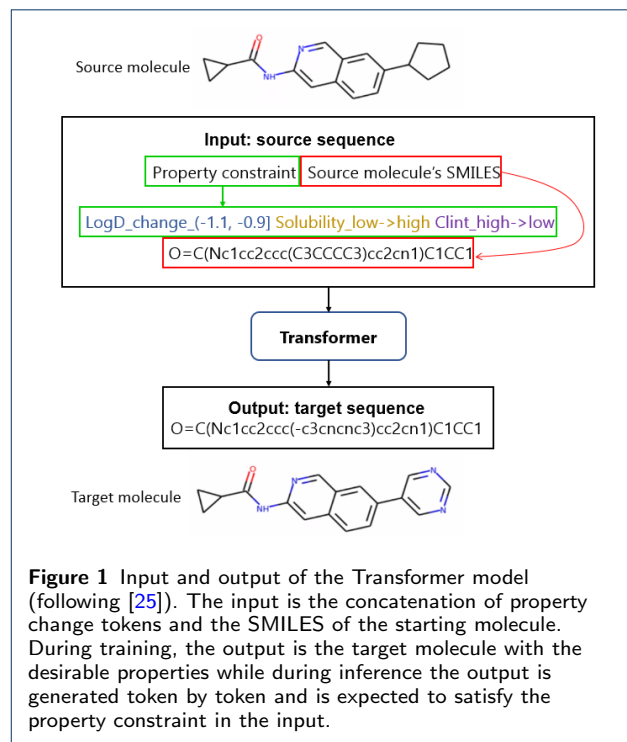 Source molecule
O
N
NH
Input: source sequence
Property constraint Source molecule's SMILES
LogD_change_(-1.1, -0.9] Solubility_low->high Clint_high->low
O=C(Nc1cc2ccc(C3CCCC3)cc2cn1)C1CC1
Transformer
Output: target sequence
O=C(Nc1cc2ccc(-c3cncnc3)cc2cn1)C1CC1
Target molecule
O
N
N
NH
N
Figure 1 Input and output of the Transformer model
(following [25]). The input is the concatenation of property
change tokens and the SMILES of the starting molecule.
During training, the output is the target molecule with the
desirable properties while during inference the output is
generated token by token and is expected to satisfy the
property constraint in the input.